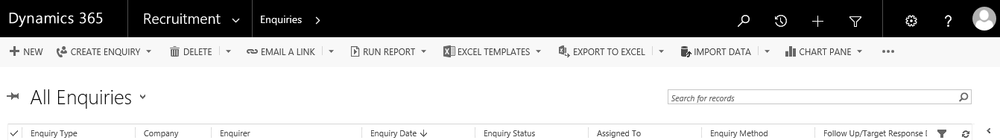 Dynamics 365 Recruitment Enquiries
NEW CREATE ENQUIRY DELETE EMAIL A LINK RUN REPORT EXCEL TEMPLATES EXPORT TO EXCEL IMPORT DATA CHART PANE
All Enquiries
Search for records
Enquiry Type Company Enquirer Enquiry Date Enquiry Status Assigned To Enquiry Method Follow Up/Target Response D